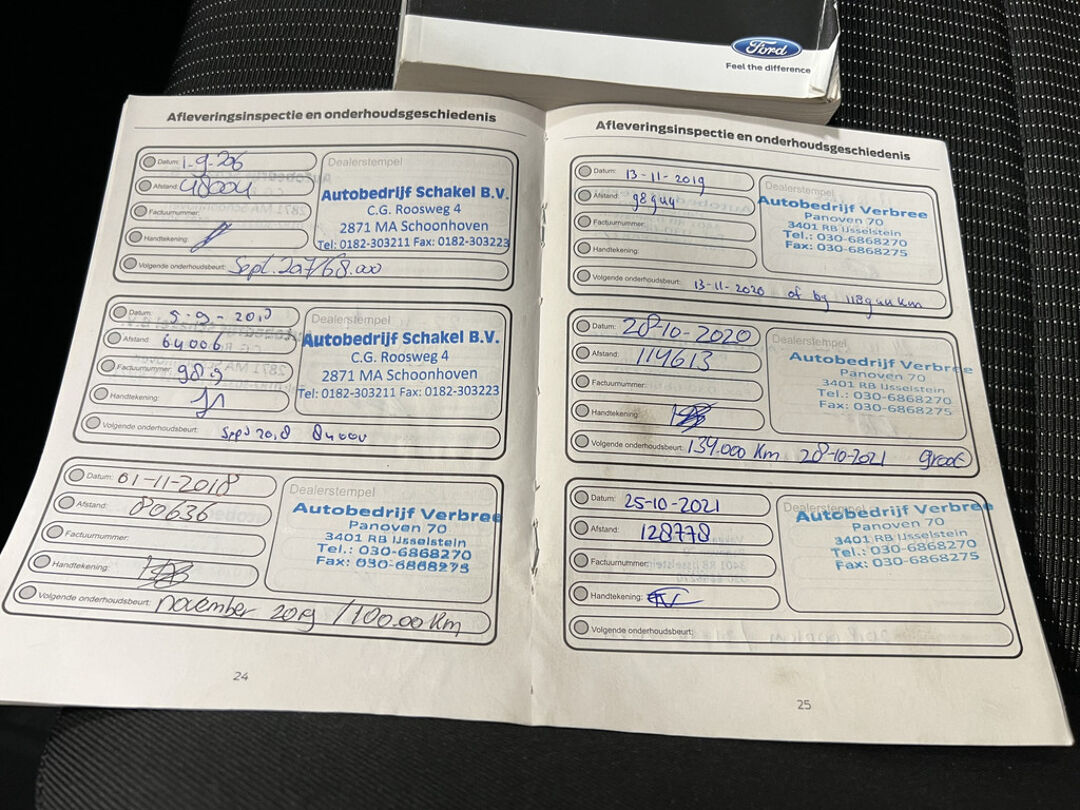 Ford
Feel the difference
Afleveringsinspectie en onderhoudsgeschiedenis
Datum: 1-9-206
Dealerstempel
Afstand: 48004
Factuurnummer:
Handtekening:
Autobedrijf Schakel B.V.
C.G. Roosweg 4
2871 MA Schoonhoven
Tel: 0182-303211 Fax: 0182-303223
Volgende onderhoudsbeurt: Sept. 68.000
Datum:
Dealerstempel
Afstand: 64006
Factuurnummer: 989
Handtekening:
Autobedrijf Schakel B.V.
C.G. Roosweg 4
2871 MA Schoonhoven
Tel: 0182-303211 Fax: 0182-303223
Volgende onderhoudsbeurt: Sept 2018 84000
Datum: 01-11-2018
Dealerstempel
Afstand: 80636
Factuurnummer:
Handtekening:
Autobedrijf Verbree
Panoven 70
3401 RB IJsselstein
Tel.: 030-6868270
Fax: 030-6868275
Volgende onderhoudsbeurt: november 2019 /100.00 Km
24
Afleveringsinspectie en onderhoudsgeschiedenis
Datum: 13-11-2019
Dealerstempel
Afstand: 98944
Factuurnummer:
Handtekening:
Autobedrijf Verbree
Panoven 70
3401 RB IJsselstein
Tel.: 030-6868270
Fax: 030-6868275
Volgende onderhoudsbeurt: 13-11-2020 of by 118944 km
Datum: 28-10-2020
Dealerstempel
Afstand: 114613
Factuurnummer:
Handtekening:
Autobedrijf Verbree
Panoven 70
3401 RB IJsselstein
Tel.: 030-6868270
Fax: 030-6868275
Volgende onderhoudsbeurt: 134.000 Km 28-10-2021 groot
Datum: 25-10-2021
Dealerstempel
Afstand: 128778
Factuurnummer:
Handtekening:
Autobedrijf Verbree
Panoven 70
3401 RB IJsselstein
Tel.: 030-6868270
Fax: 030-6868275
Volgende onderhoudsbeurt:
25